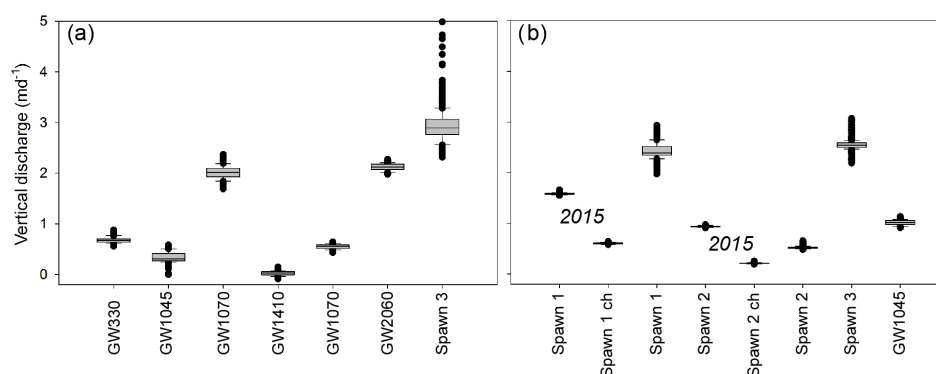 (a)
(b)
Vertical discharge (md-1)
5
4
3
2
1
0
2015
2015
GW330
GW1045
GW1070
GW1410
GW1070
GW2060
Spawn 3
Spawn 1
Spawn 1 ch
Spawn 1
Spawn 2
Spawn 2 ch
Spawn 2
Spawn 3
GW1045